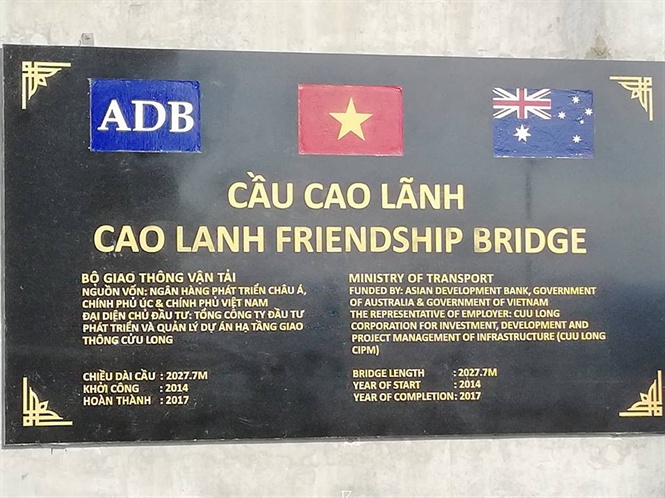 ADB
CẦU CAO LÃNH
CAO LANH FRIENDSHIP BRIDGE
BỘ GIAO THÔNG VẬN TẢI
NGUỒN VỐN: NGÂN HÀNG PHÁT TRIỂN CHÂU Á,
CHÍNH PHỦ ÚC & CHÍNH PHỦ VIỆT NAM
ĐẠI DIỆN CHỦ ĐẦU TƯ: TỔNG CÔNG TY ĐẦU TƯ
PHÁT TRIỂN VÀ QUẢN LÝ DỰ ÁN HẠ TẦNG GIAO
THÔNG CỬU LONG
CHIỀU DÀI CẦU : 2027.7M
KHỞI CÔNG : 2014
HOÀN THÀNH : 2017
MINISTRY OF TRANSPORT
FUNDED BY: ASIAN DEVELOPMENT BANK, GOVERNMENT
OF AUSTRALIA & GOVERNMENT OF VIETNAM
THE REPRESENTATIVE OF EMPLOYER: CUU LONG
CORPORATION FOR INVESTMENT, DEVELOPMENT AND
PROJECT MANAGEMENT OF INFRASTRUCTURE (CUU LONG
CIPM)
BRIDGE LENGTH : 2027.7M
YEAR OF START : 2014
YEAR OF COMPLETION: 2017